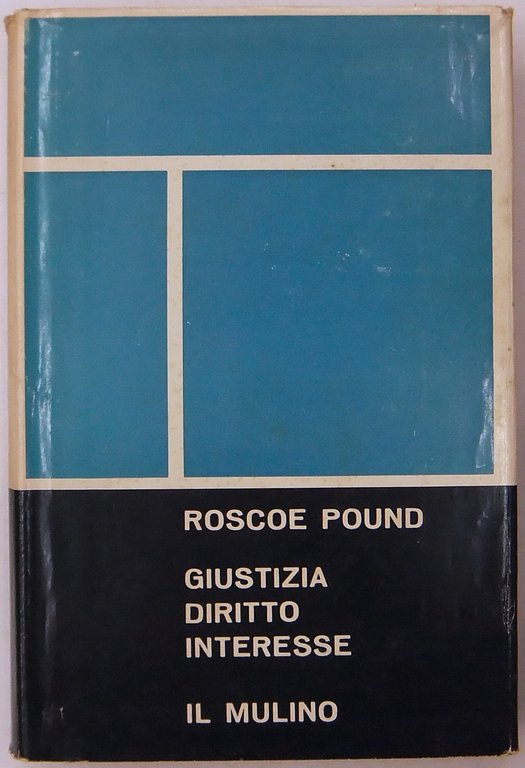 ROSCOE POUND
GIUSTIZIA
DIRITTO
INTERESSE
IL MULINO